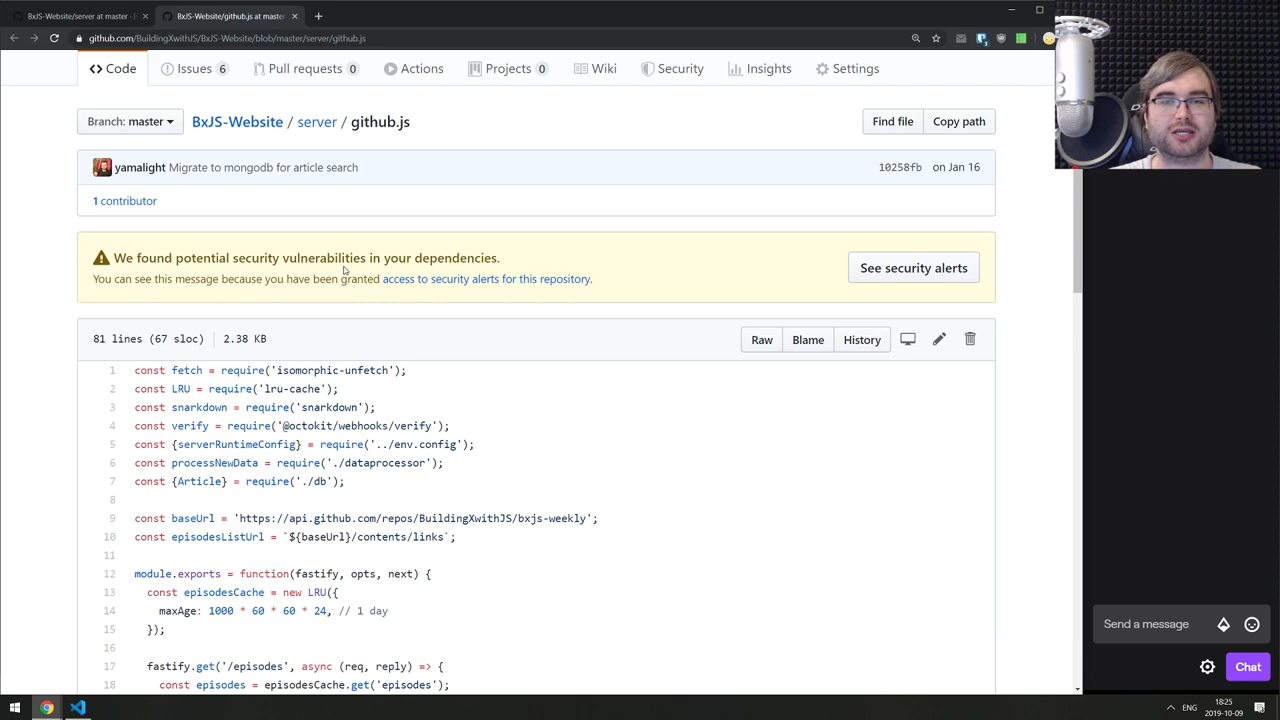 BxJS-Website/server at master ·
BxJS-Website/github.js at master
github.com/BuildingXwithJS/BxJS-Website/blob/master/server/github.js
Code
Issues 6
Pull requests 0
Actions
Projects 0
Wiki
Security
Insights
Settings
Branch: master
BxJS-Website / server / github.js
Find file
Copy path
yamalight Migrate to mongodb for article search
10258fb on Jan 16
1 contributor
We found potential security vulnerabilities in your dependencies.
You can see this message because you have been granted access to security alerts for this repository.
See security alerts
81 lines (67 sloc) 2.38 KB
Raw
Blame
History
1 const fetch = require('isomorphic-unfetch');
2 const LRU = require('lru-cache');
3 const snarkdown = require('snarkdown');
4 const verify = require('@octokit/webhooks/verify');
5 const {serverRuntimeConfig} = require('../env.config');
6 const processNewData = require('./dataprocessor');
7 const {Article} = require('./db');
8
9 const baseUrl = 'https://api.github.com/repos/BuildingXwithJS/bxjs-weekly';
10 const episodesListUrl = `${baseUrl}/contents/links`;
11
12 module.exports = function(fastify, opts, next) {
13 const episodesCache = new LRU({
14 maxAge: 1000 * 60 * 60 * 24, // 1 day
15 });
16
17 fastify.get('/episodes', async (req, reply) => {
18 const episodes = episodesCache.get('episodes');
Send a message
Chat
ENG
18:25
2019-10-09